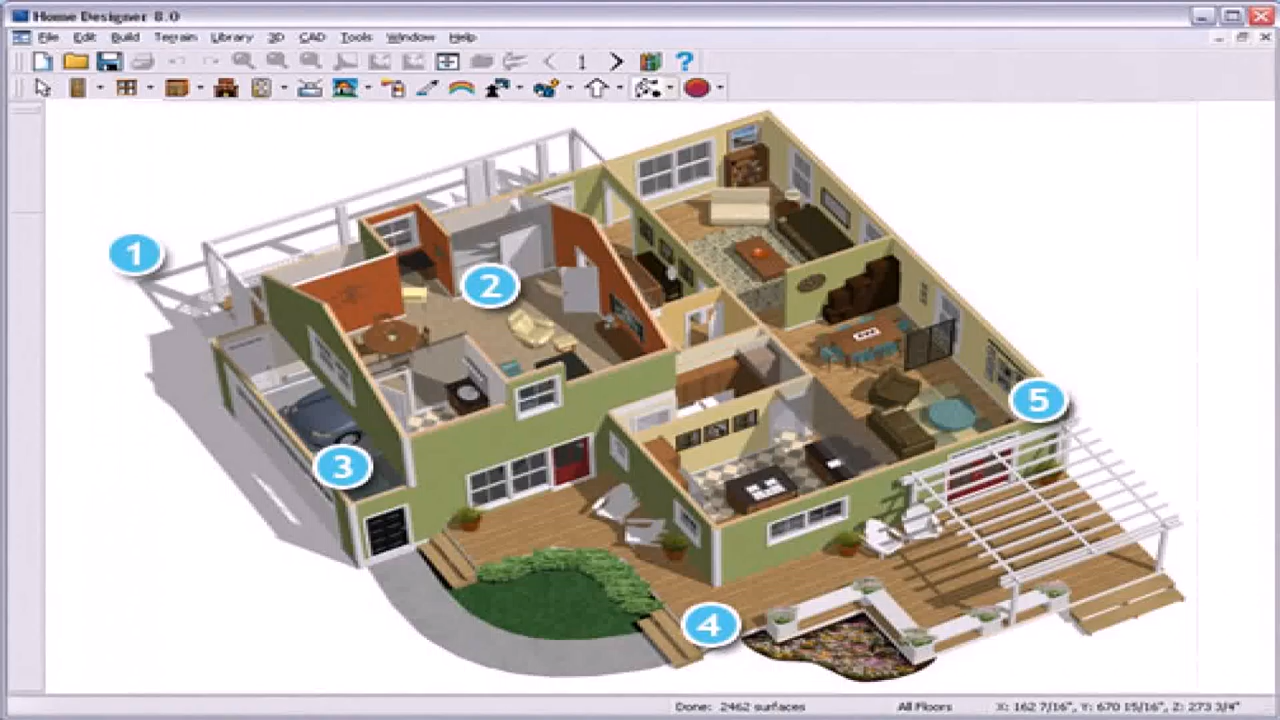 Home Designer 8.0
File Edit Build Terrain Library 3D CAD Tools Window Help
1 ?
1
2
3
4
5
Done: 2462 surfaces All Floors X: 162 7/16", Y: 670 15/16", Z: 273 3/4"